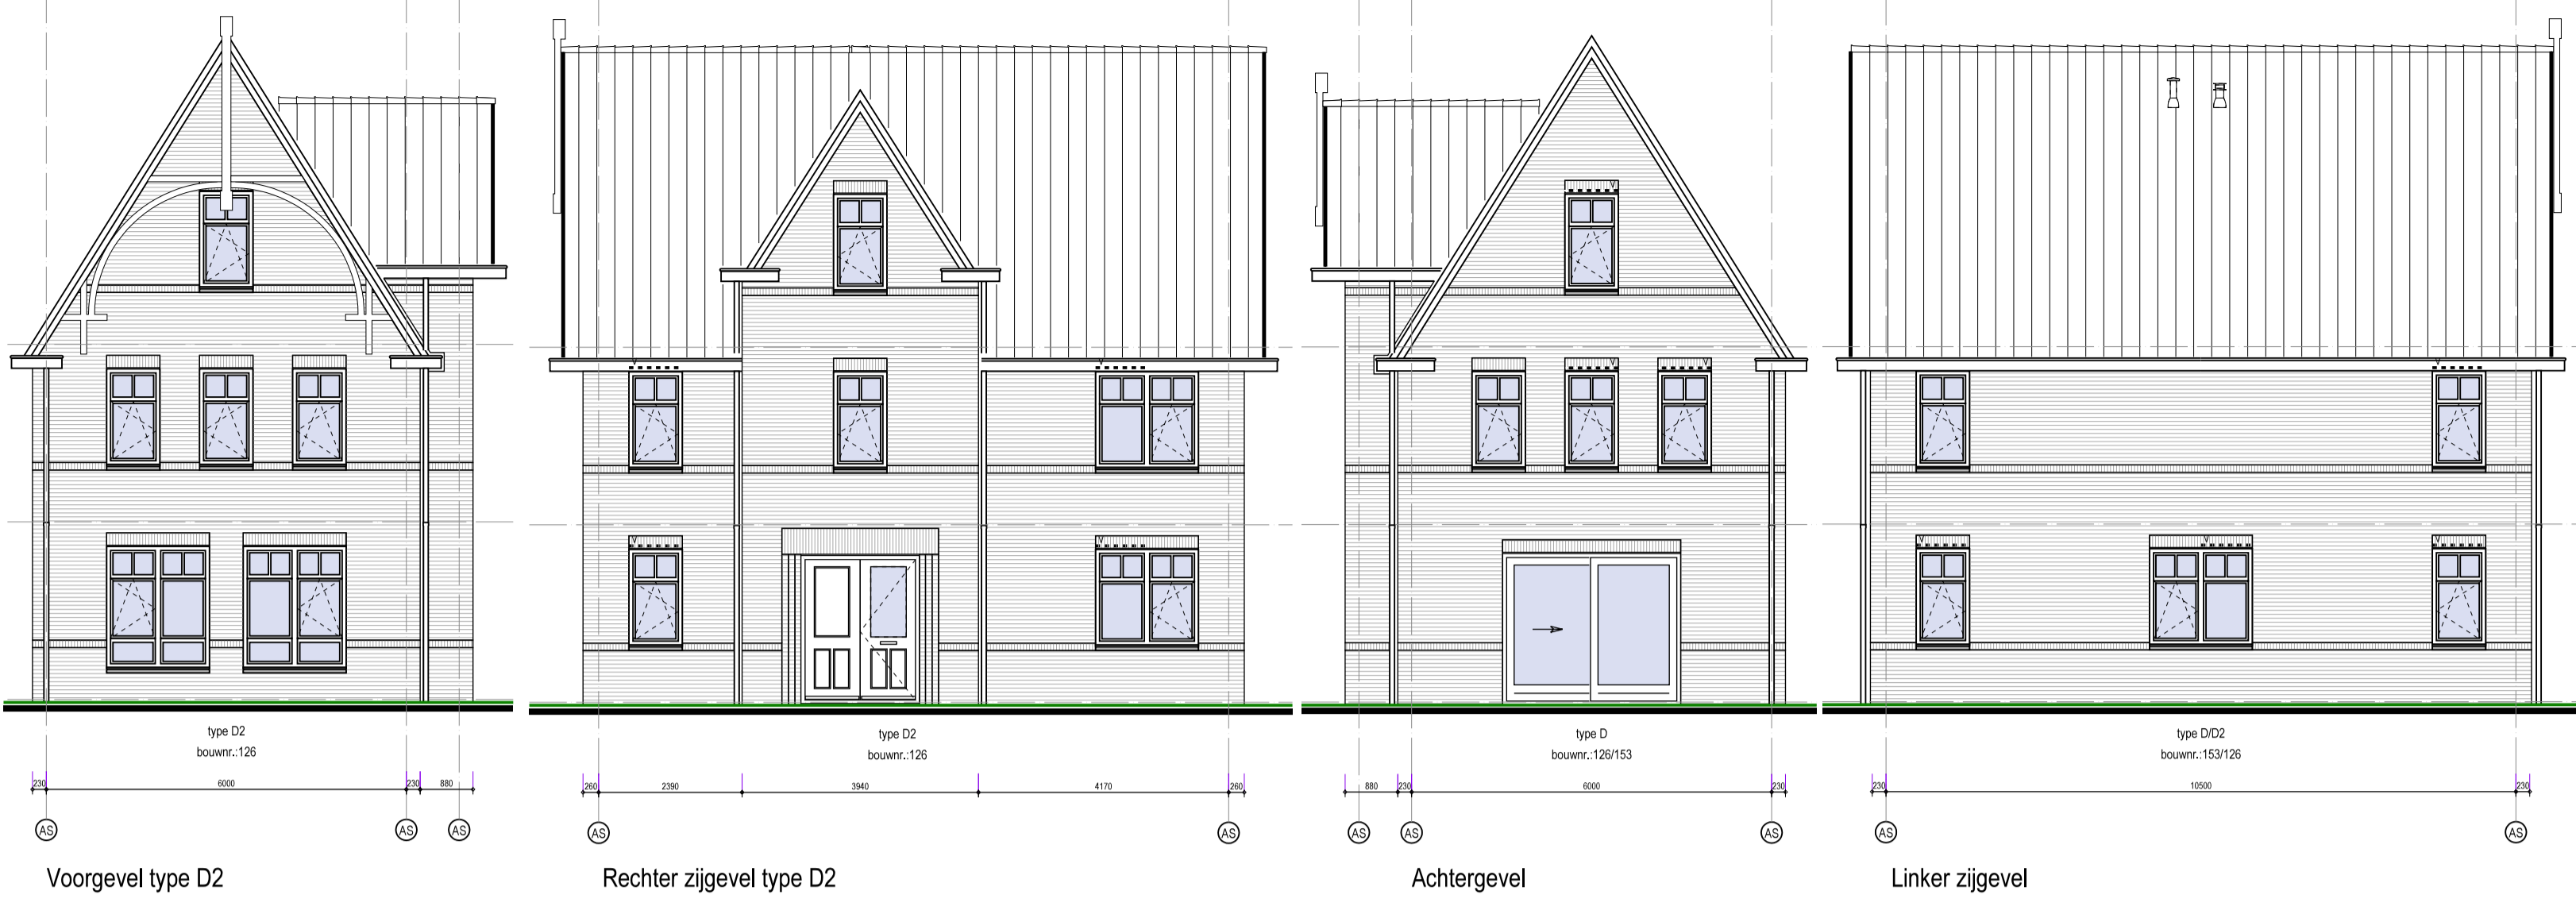 type D2
bouwnr.:126
230 6000 230 880
AS AS AS
Voorgevel type D2
type D2
bouwnr.:126
260 2390 3940 4170 260
AS AS
Rechter zijgevel type D2
type D
bouwnr.:126/153
880 230 6000 230
AS AS AS
Achtergevel
type D/D2
bouwnr.:153/126
230 10500 230
AS AS
Linker zijgevel